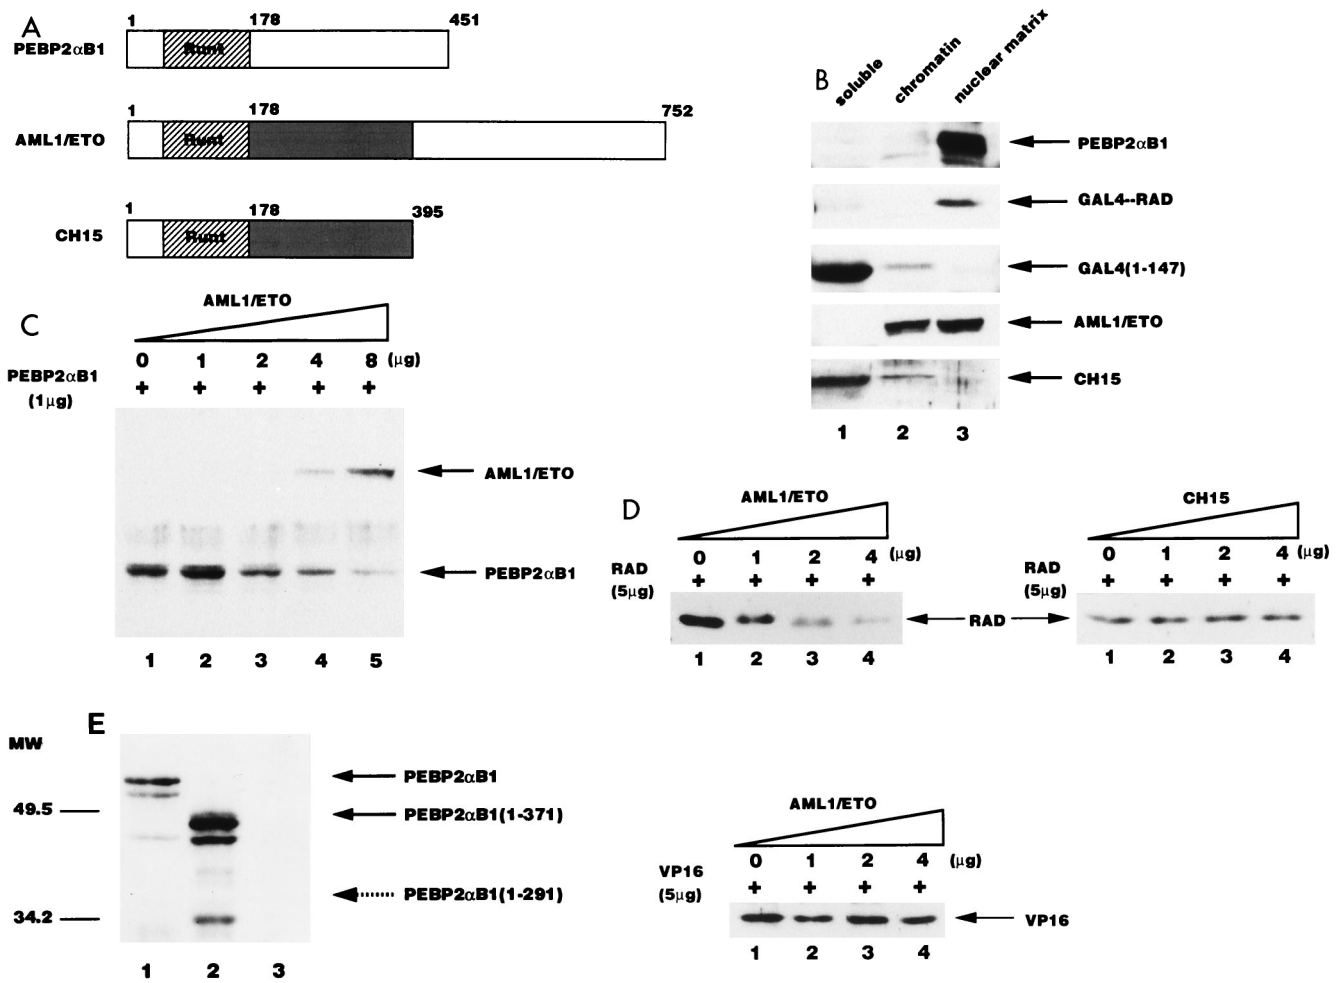 A
1 178 451
PEBP2αB1 Runt
1 178 752
AML1/ETO Runt
1 178 395
CH15 Runt
B
soluble chromatin nuclear matrix
PEBP2αB1
GAL4--RAD
GAL4(1-147)
AML1/ETO
CH15
1 2 3
C
AML1/ETO
0 1 2 4 8 (μg)
PEBP2αB1 + + + + +
(1μg)
AML1/ETO
PEBP2αB1
1 2 3 4 5
D
AML1/ETO
0 1 2 4 (μg)
RAD + + + +
(5μg)
RAD
1 2 3 4
CH15
0 1 2 4 (μg)
RAD + + + +
(5μg)
1 2 3 4
E
MW
PEBP2αB1
49.5 PEBP2αB1(1-371)
PEBP2αB1(1-291)
34.2
1 2 3
AML1/ETO
0 1 2 4 (μg)
VP16 + + + +
(5μg)
VP16
1 2 3 4